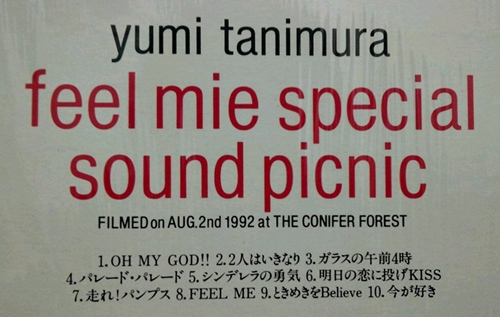 yumi tanimura
feel mie special
sound picnic
FILMED on AUG.2nd 1992 at THE CONIFER FOREST
1.OH MY GOD!! 2.2人はいきなり 3.ガラスの午前4時
4.パレード・パレード 5.シンデレラの勇気 6.明日の恋に投げKISS
7.走れ!パンプス 8.FEEL ME 9.ときめきをBelieve 10.今が好き